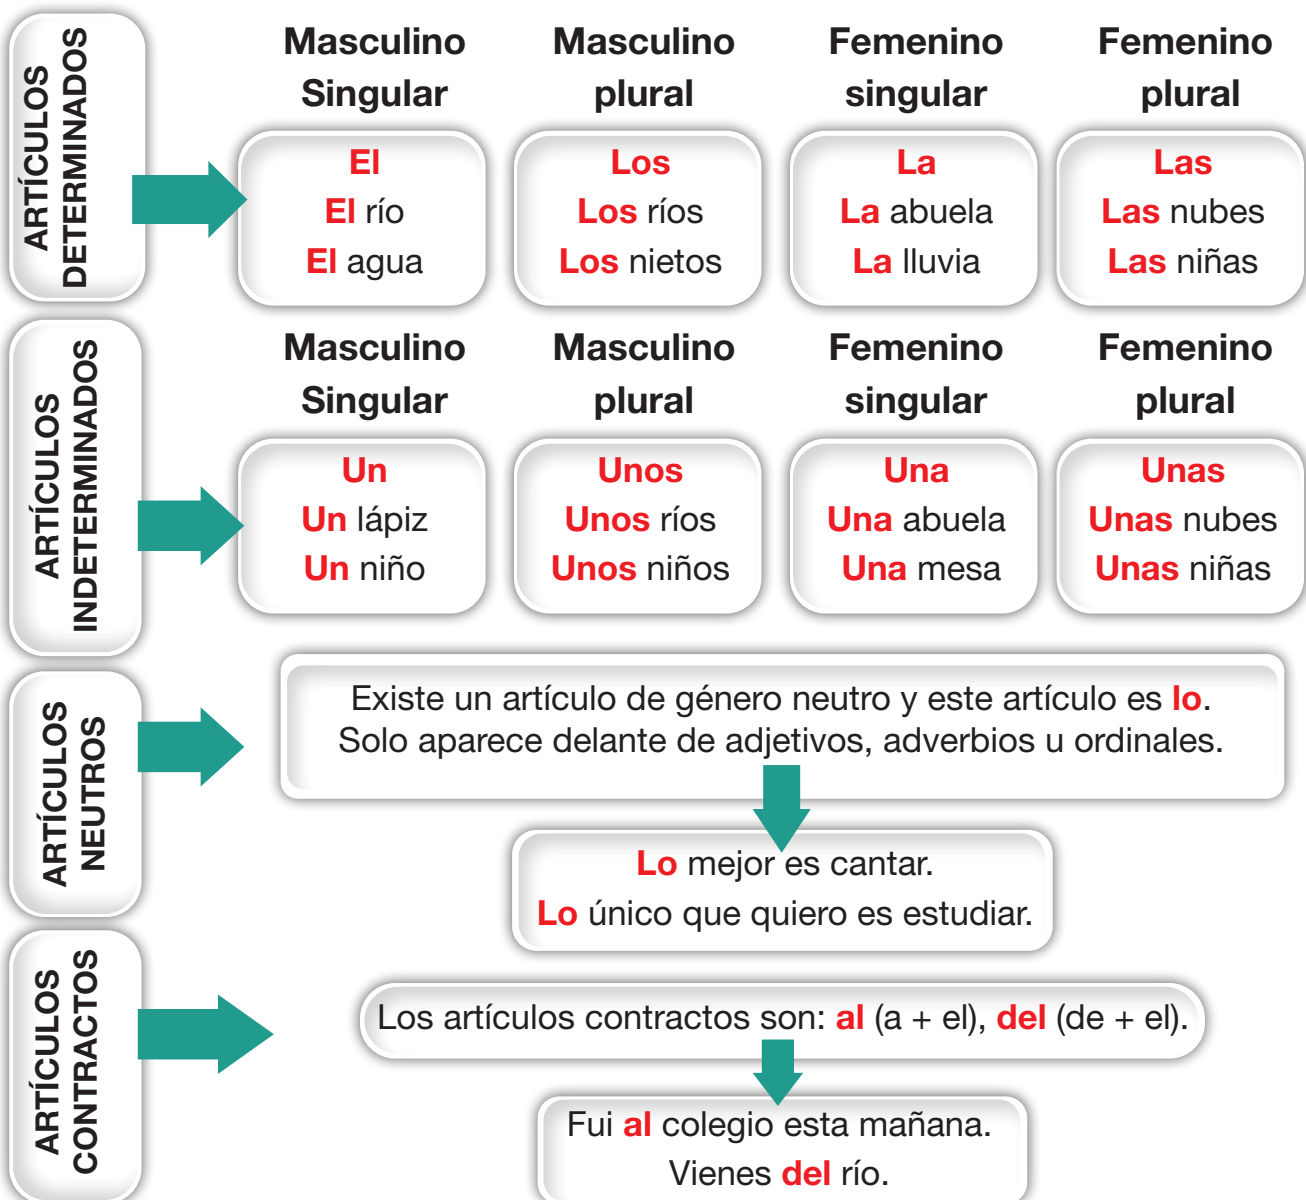 ARTÍCULOS
DETERMINADOS
Masculino
Singular
Masculino
plural
Femenino
singular
Femenino
plural
El
El río
El agua
Los
Los ríos
Los nietos
La
La abuela
La lluvia
Las
Las nubes
Las niñas
ARTÍCULOS
INDETERMINADOS
Masculino
Singular
Masculino
plural
Femenino
singular
Femenino
plural
Un
Un lápiz
Un niño
Unos
Unos ríos
Unos niños
Una
Una abuela
Una mesa
Unas
Unas nubes
Unas niñas
ARTÍCULOS
NEUTROS
Existe un artículo de género neutro y este artículo es lo.
Solo aparece delante de adjetivos, adverbios u ordinales.
Lo mejor es cantar.
Lo único que quiero es estudiar.
ARTÍCULOS
CONTRACTOS
Los artículos contractos son: al (a + el), del (de + el).
Fui al colegio esta mañana.
Vienes del río.